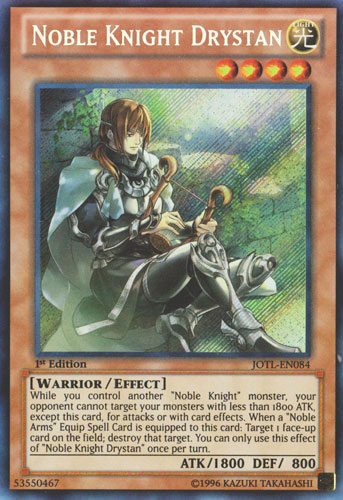 NOBLE KNIGHT DRYSTAN
LIGHT
光
1st Edition
JOTL-EN084
[WARRIOR / EFFECT]
While you control another "Noble Knight" monster, your
opponent cannot target your monsters with less than 1800 ATK,
except this card, for attacks or with card effects. When a "Noble
Arms" Equip Spell Card is equipped to this card: Target 1 face-up
card on the field; destroy that target. You can only use this effect
of "Noble Knight Drystan" once per turn.
ATK/1800 DEF/ 800
53550467
©1996 KAZUKI TAKAHASHI